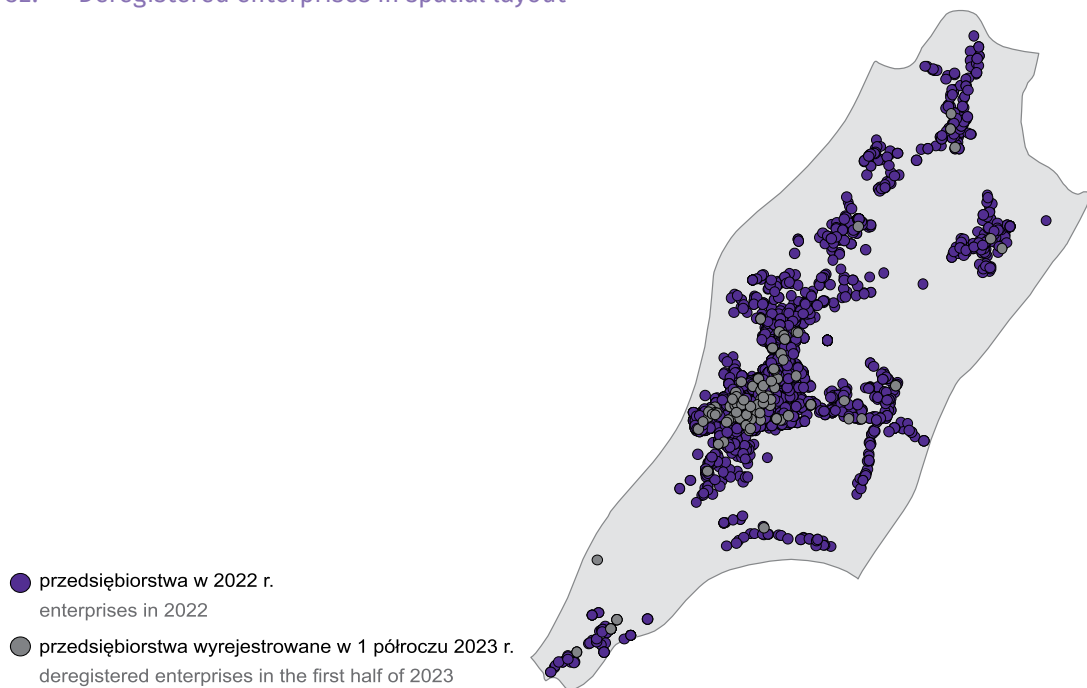 Deregistered enterprises in spatial layout
przedsiębiorstwa w 2022 r.
enterprises in 2022
przedsiębiorstwa wyrejestrowane w 1 półroczu 2023 r.
deregistered enterprises in the first half of 2023